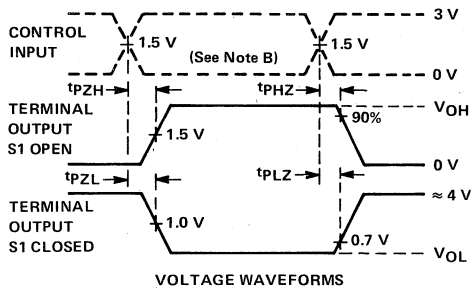 3 V
CONTROL
INPUT
1.5 V
(See Note B)
1.5 V
0 V
tPZH
tPHZ
TERMINAL
OUTPUT
S1 OPEN
1.5 V
90%
VOH
0 V
tPZL
tPLZ
≈ 4 V
TERMINAL
OUTPUT
S1 CLOSED
1.0 V
0.7 V
VOL
VOLTAGE WAVEFORMS